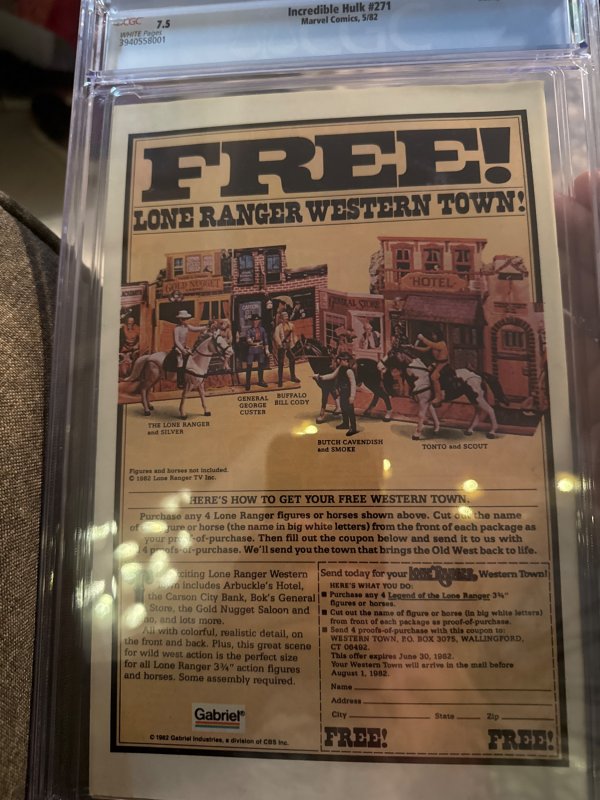 CGC 7.5
WHITE Pages
3940558001
Incredible Hulk #271
Marvel Comics, 5/82
FREE!
LONE RANGER WESTERN TOWN!
GOLD NUGGET
HOTEL
THE LONE RANGER
and SILVER
GENERAL
GEORGE
CUSTER
BUFFALO
BILL CODY
BUTCH CAVENDISH
and SMOKE
TONTO and SCOUT
Figures and horses not included.
© 1982 Lone Ranger TV Inc.
HERE'S HOW TO GET YOUR FREE WESTERN TOWN.
Purchase any 4 Lone Ranger figures or horses shown above. Cut out the name
of figure or horse (the name in big white letters) from the front of each package as
your proof-of-purchase. Then fill out the coupon below and send it to us with
4 proofs-of-purchase. We'll send you the town that brings the Old West back to life.
exciting Lone Ranger Western
Town includes Arbuckle's Hotel,
the Carson City Bank, Bok's General
Store, the Gold Nugget Saloon and
and lots more.
All with colorful, realistic detail, on
the front and back. Plus, this great scene
for wild west action is the perfect size
for all Lone Ranger 3¾" action figures
and horses. Some assembly required.
Gabriel®
© 1982 Gabriel Industries, a division of CBS Inc.
Send today for your LONE RANGER Western Town!
HERE'S WHAT YOU DO:
■ Purchase any 4 Legend of the Lone Ranger 3¾"
figures or horses.
■ Cut out the name of figure or horse (in big white letters)
from front of each package as proof-of-purchase.
■ Send 4 proofs-of-purchase with this coupon to:
WESTERN TOWN, P.O. BOX 3075, WALLINGFORD,
CT 06492.
This offer expires June 30, 1982.
Your Western Town will arrive in the mail before
August 1, 1982.
Name
Address
City State Zip
FREE! FREE!